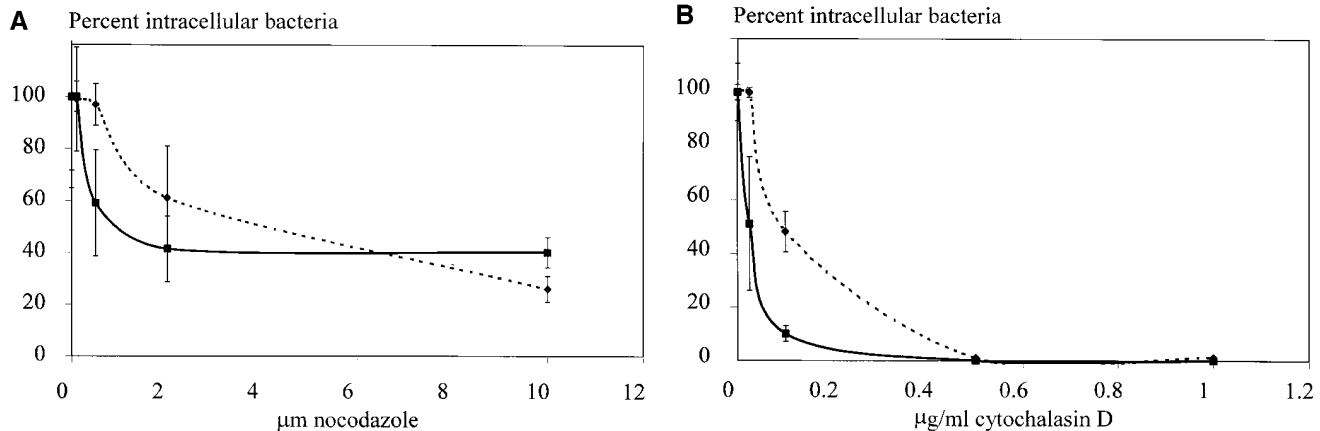 A
Percent intracellular bacteria
100
80
60
40
20
0
0 2 4 6 8 10 12
μm nocodazole
B
Percent intracellular bacteria
100
80
60
40
20
0
0 0.2 0.4 0.6 0.8 1 1.2
μg/ml cytochalasin D